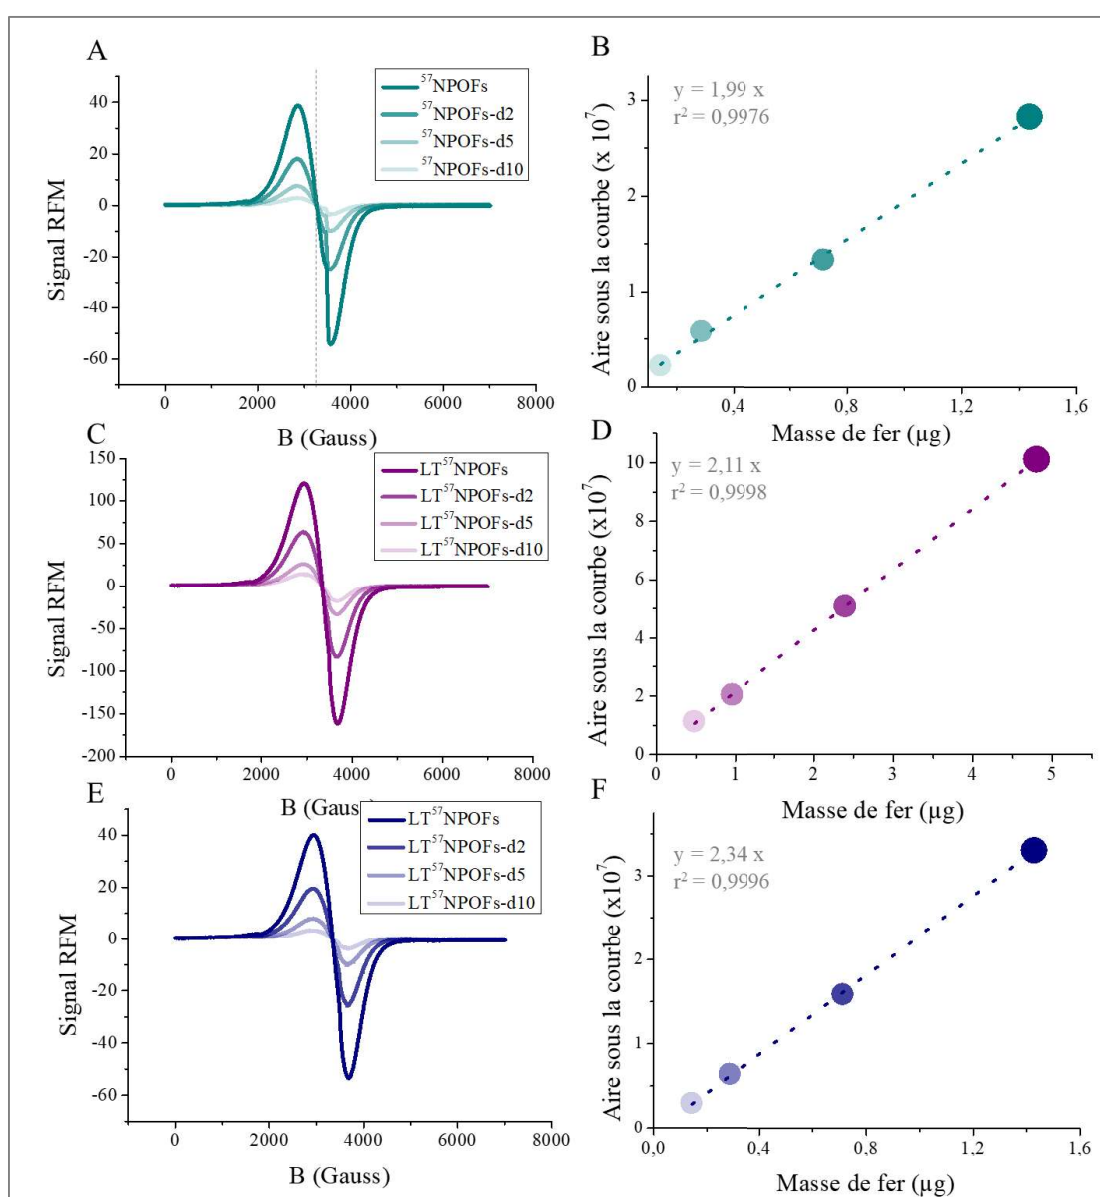 A
⁵⁷NPOFs
⁵⁷NPOFs-d2
⁵⁷NPOFs-d5
⁵⁷NPOFs-d10
40
20
0
-20
-40
-60
Signal RFM
0
2000
4000
6000
8000
B (Gauss)
B
y = 1,99 x
r² = 0,9976
3
2
1
0
Aire sous la courbe (x 10⁷)
0,4
0,8
1,2
1,6
Masse de fer (µg)
C
LT⁵⁷NPOFs
LT⁵⁷NPOFs-d2
LT⁵⁷NPOFs-d5
LT⁵⁷NPOFs-d10
150
100
50
0
-50
-100
-150
-200
Signal RFM
0
2000
4000
6000
8000
B (Gauss)
D
y = 2,11 x
r² = 0,9998
10
8
6
4
2
0
Aire sous la courbe (x10⁷)
0
1
2
3
4
5
Masse de fer (µg)
E
LT⁵⁷NPOFs
LT⁵⁷NPOFs-d2
LT⁵⁷NPOFs-d5
LT⁵⁷NPOFs-d10
40
20
0
-20
-40
-60
Signal RFM
0
2000
4000
6000
8000
B (Gauss)
F
y = 2,34 x
r² = 0,9996
3
2
1
0
Aire sous la courbe (x10⁷)
0,0
0,4
0,8
1,2
1,6
Masse de fer (µg)